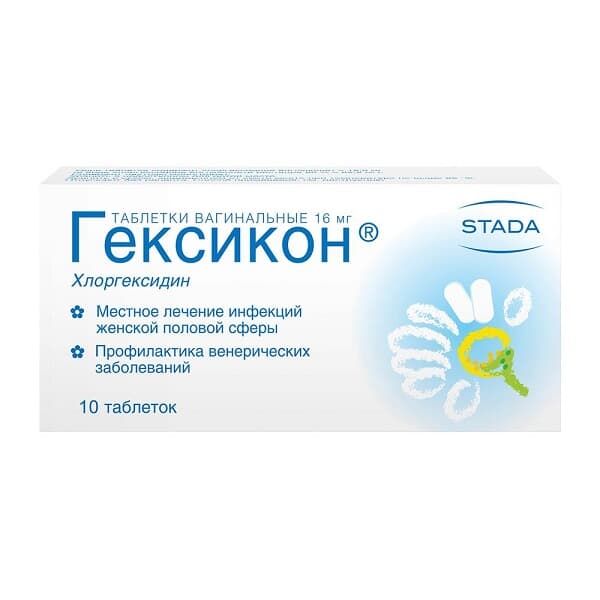 ТАБЛЕТКИ ВАГИНАЛЬНЫЕ 16 мг
Гексикон®
Хлоргексидин
STADA
Местное лечение инфекций
женской половой сферы
Профилактика венерических
заболеваний
10 таблеток